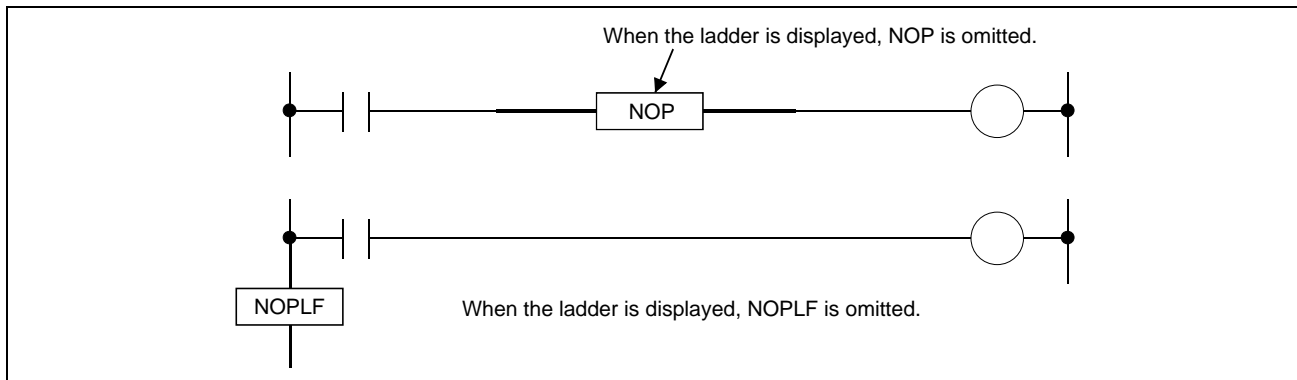 When the ladder is displayed, NOP is omitted.
NOP
NOPLF
When the ladder is displayed, NOPLF is omitted.